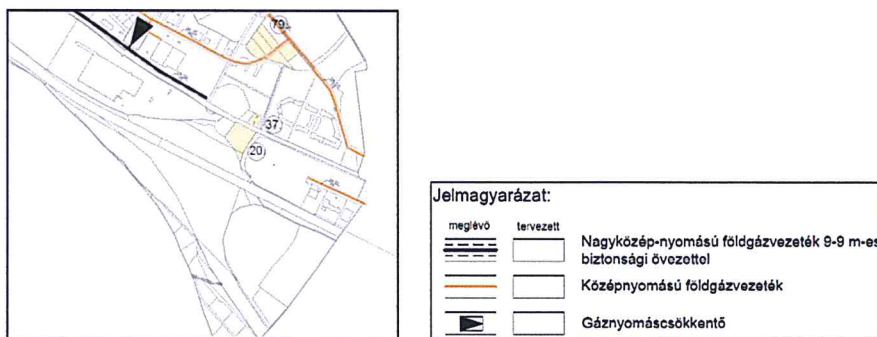 79
37
20
Jelmagyarázat:
meglévő tervezett
Nagyközép-nyomású földgázvezeték 9-9 m-es
biztonsági övezettel
Középnyomású földgázvezeték
Gáznyomáscsökkentő